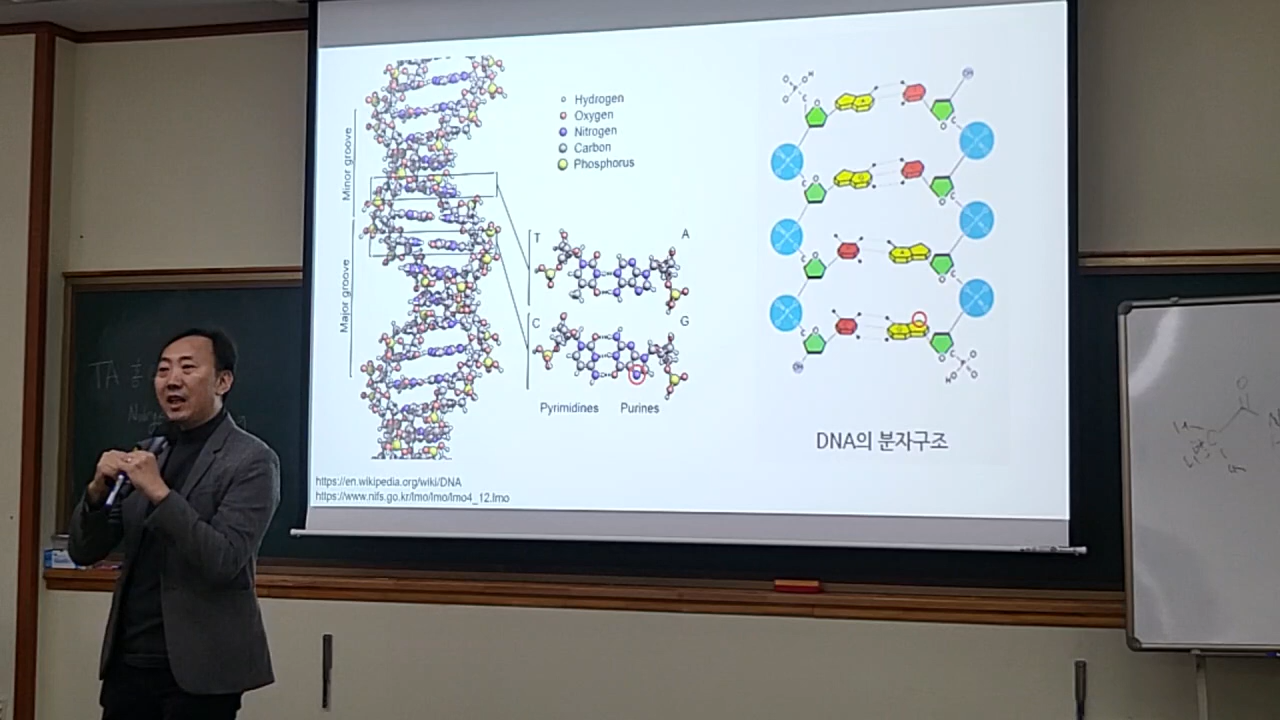 Hydrogen
Oxygen
Nitrogen
Carbon
Phosphorus
Minor groove
Major groove
T
A
C
G
Pyrimidines
Purines
DNA의 분자구조
https://en.wikipedia.org/wiki/DNA
https://www.nifs.go.kr/lmo/lmo/lmo4_12.lmo
TA